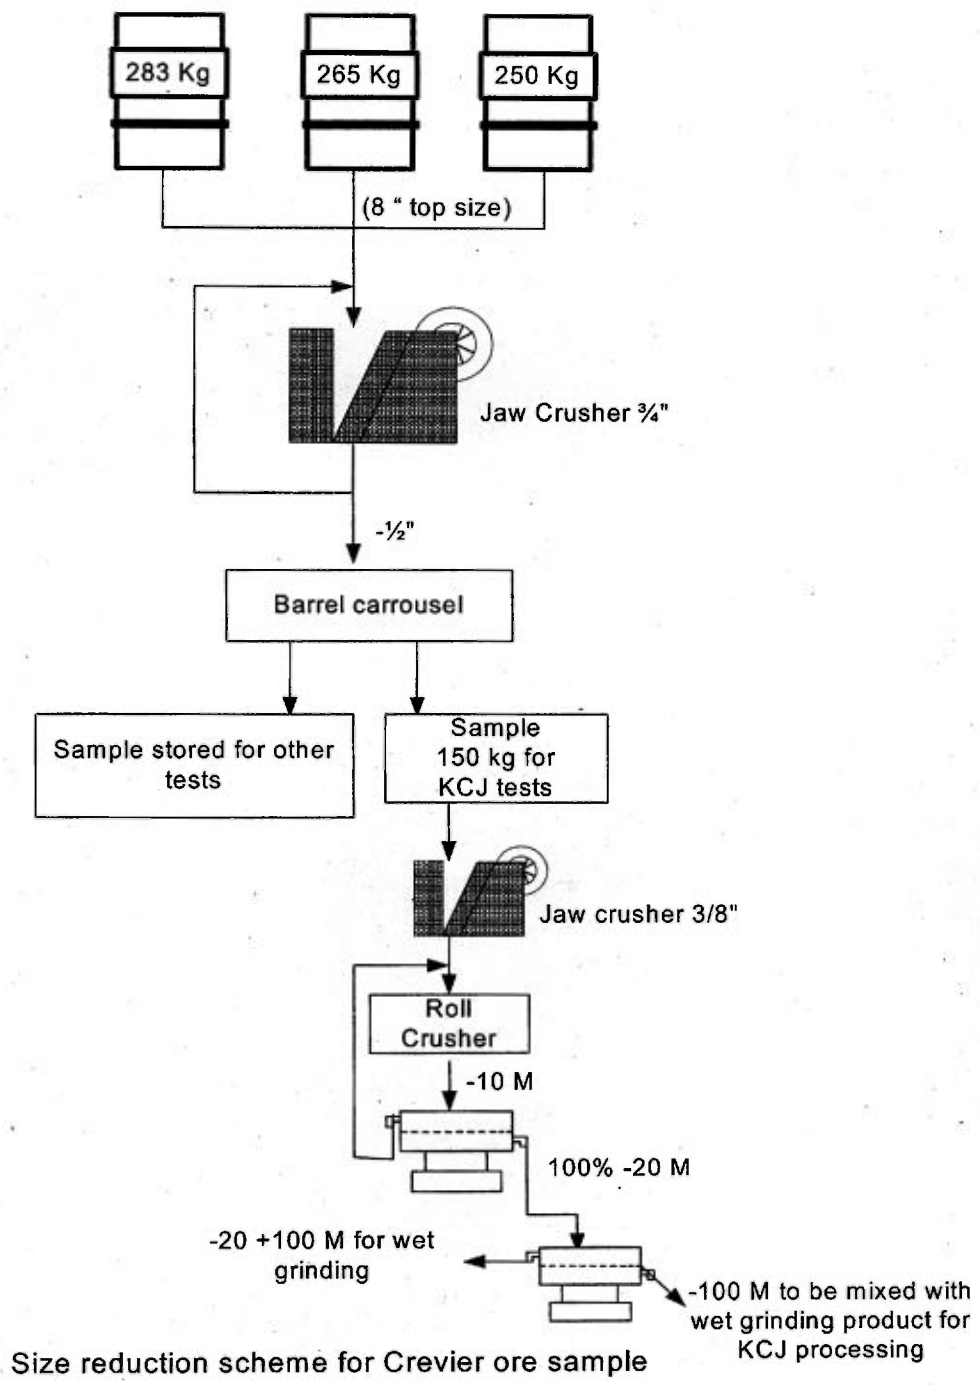 283 Kg
265 Kg
250 Kg
(8 “ top size)
Jaw Crusher ¾"
-½"
Barrel carrousel
Sample stored for other
tests
Sample
150 kg for
KCJ tests
Jaw crusher 3/8"
Roll
Crusher
-10 M
100% -20 M
-20 +100 M for wet
grinding
-100 M to be mixed with
wet grinding product for
KCJ processing
Size reduction scheme for Crevier ore sample